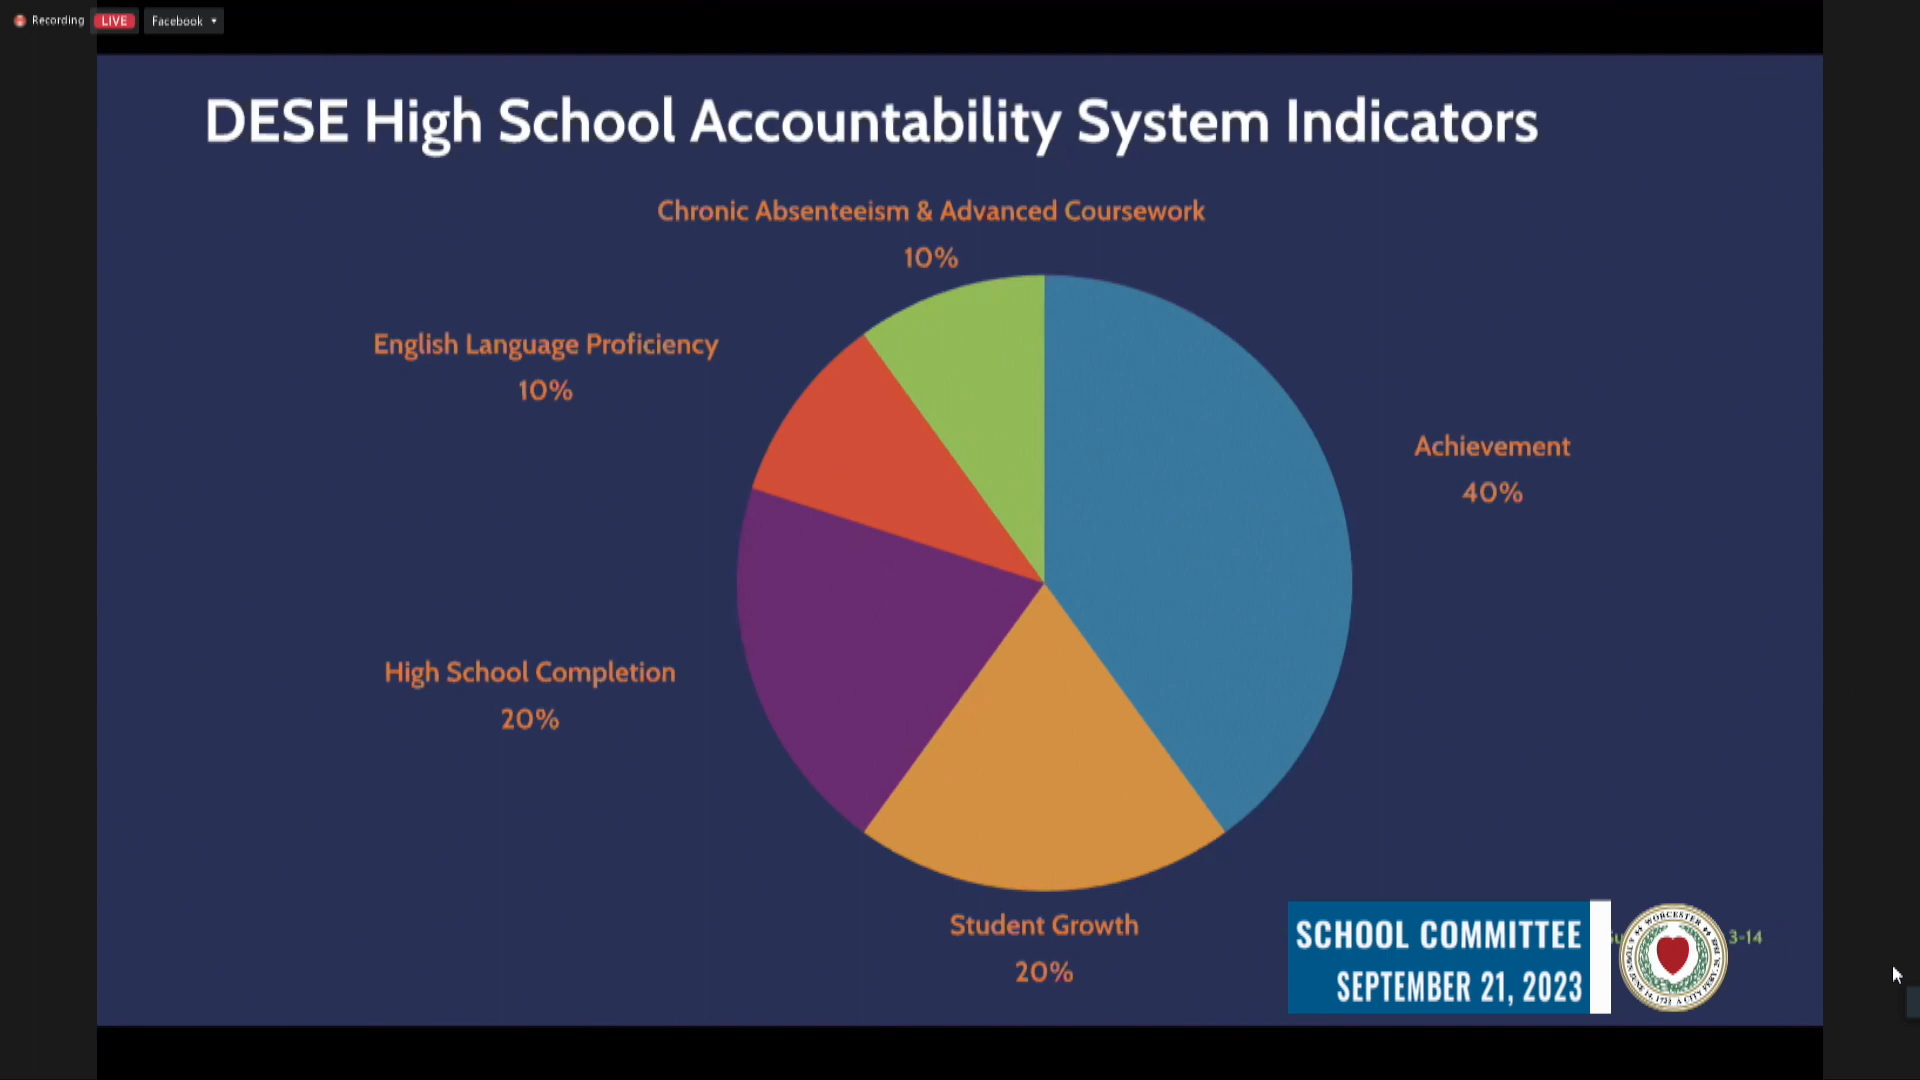 Recording LIVE Facebook
DESE High School Accountability System Indicators
Chronic Absenteeism & Advanced Coursework
10%
English Language Proficiency
10%
Achievement
40%
High School Completion
20%
Student Growth
20%
SCHOOL COMMITTEE
SEPTEMBER 21, 2023
WORCESTER
3-14